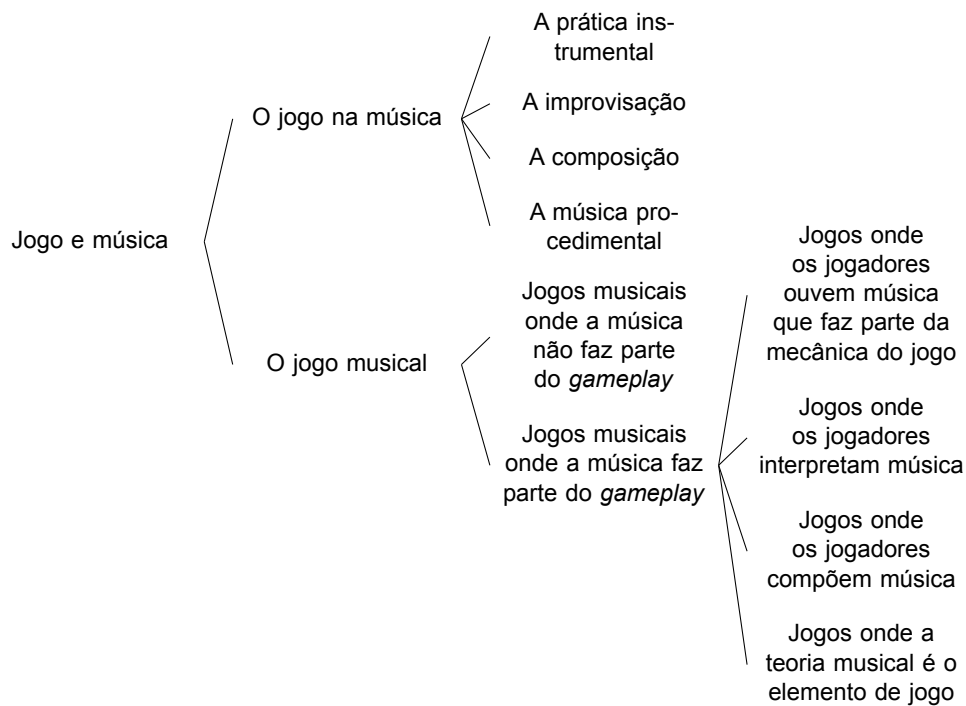 Jogo e música
O jogo na música
A prática ins-
trumental
A improvisação
A composição
A música pro-
cedimental
O jogo musical
Jogos musicais
onde a música
não faz parte
do gameplay
Jogos musicais
onde a música faz
parte do gameplay
Jogos onde
os jogadores
ouvem música
que faz parte da
mecânica do jogo
Jogos onde
os jogadores
interpretam música
Jogos onde
os jogadores
compõem música
Jogos onde a
teoria musical é o
elemento de jogo